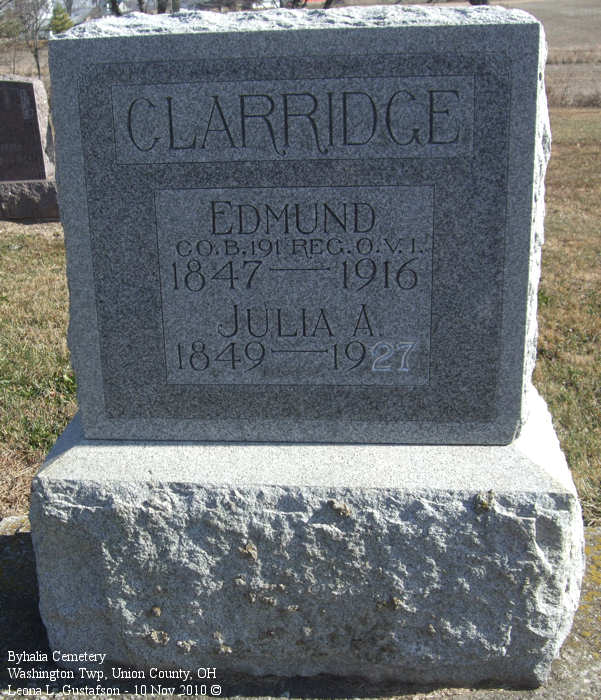 CLARRIDGE
EDMUND
CO.B,191 REG.O.V.I.
1847—1916
JULIA A.
1849—1927
Byhalia Cemetery
Washington Twp, Union County, OH
Leona L. Gustafson - 10 Nov 2010 ©